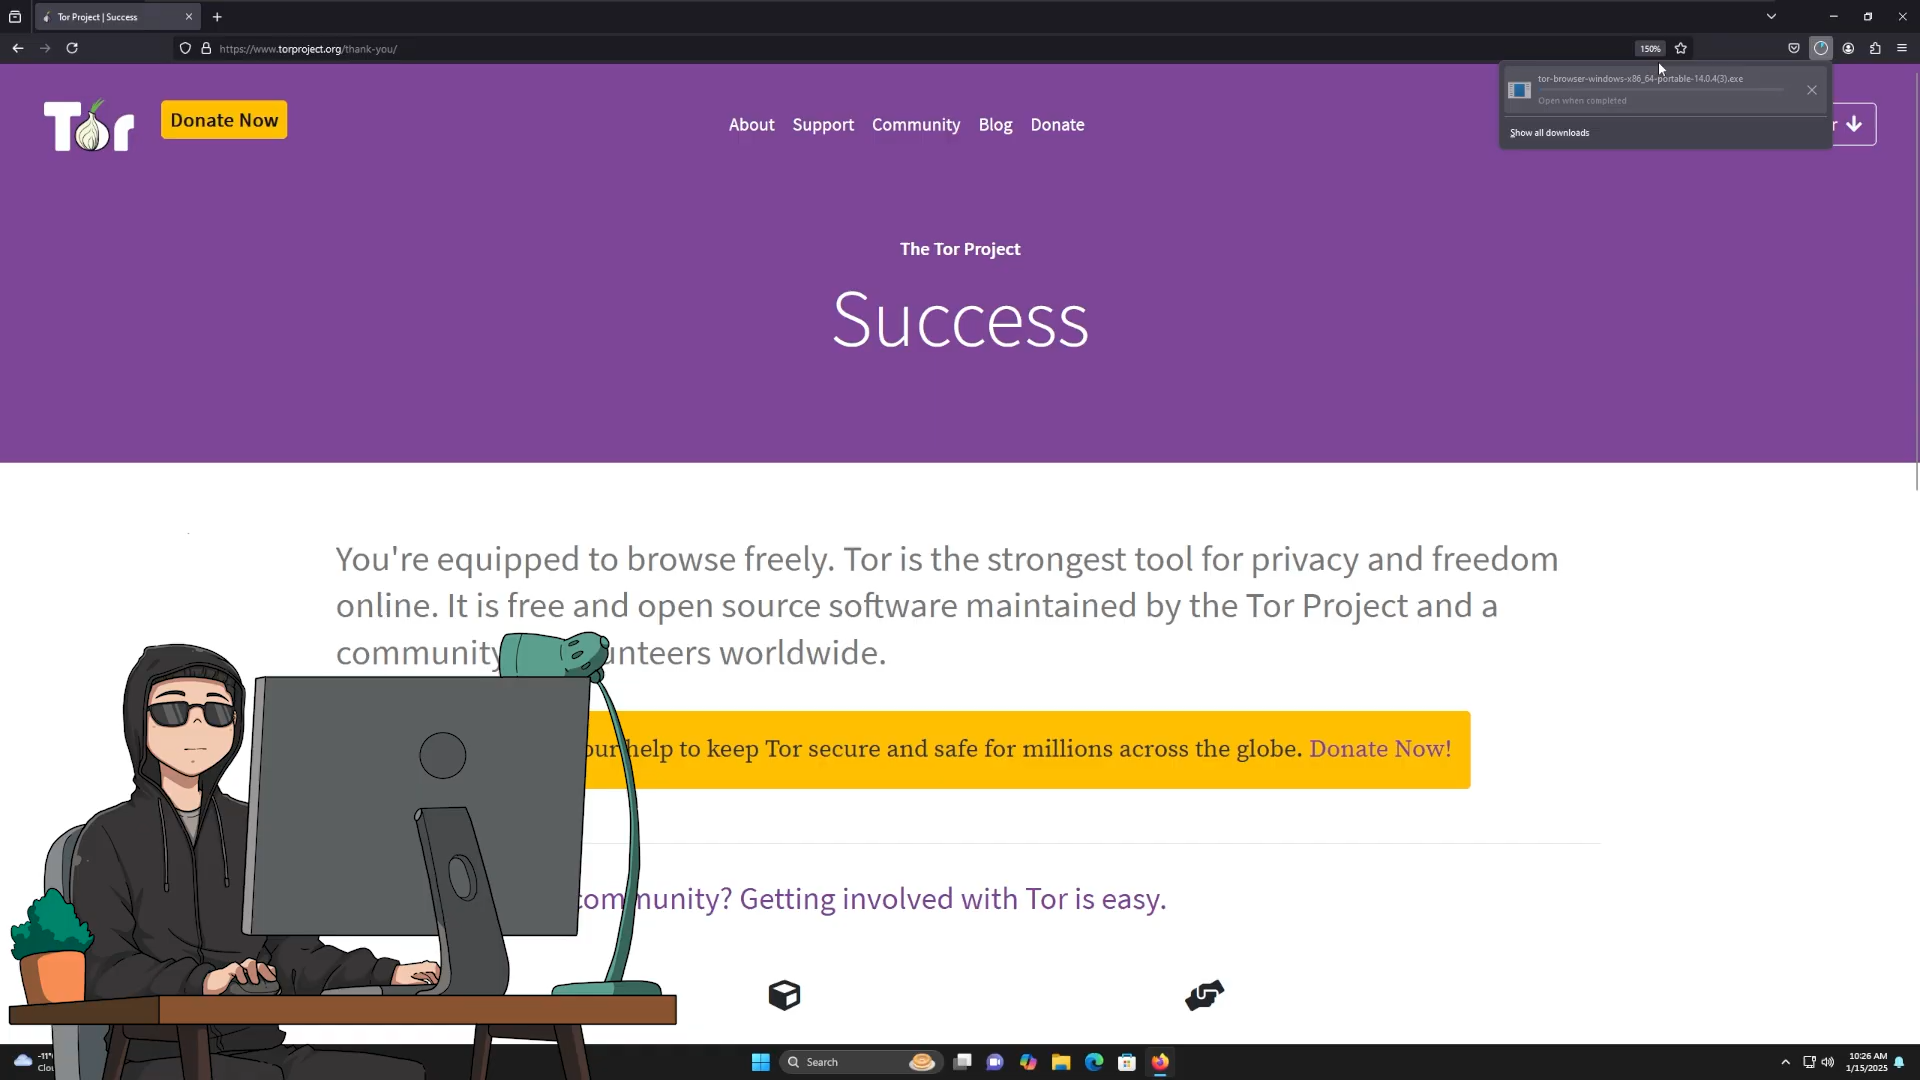 Tor Project | Success
https://www.torproject.org/thank-you/
150%
tor-browser-windows-x86_64-portable-14.0.4(3).exe
Open when completed
Show all downloads
Tor
Donate Now
About
Support
Community
Blog
Donate
The Tor Project
Success
You're equipped to browse freely. Tor is the strongest tool for privacy and freedom
online. It is free and open source software maintained by the Tor Project and a
community unteers worldwide.
our help to keep Tor secure and safe for millions across the globe. Donate Now!
community? Getting involved with Tor is easy.
-11°
Search
10:26 AM
1/15/2025